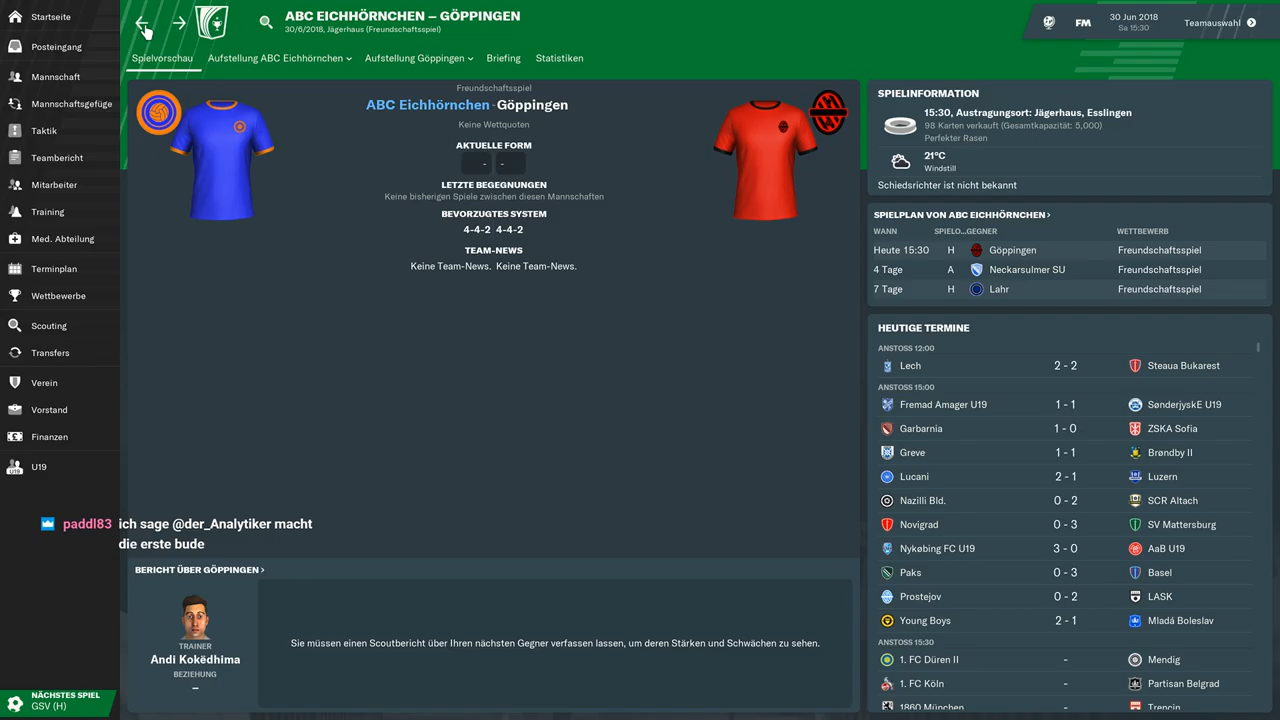 Startseite
Posteingang
Mannschaft
Mannschaftsgefüge
Taktik
Teambericht
Mitarbeiter
Training
Med. Abteilung
Terminplan
Wettbewerbe
Scouting
Transfers
Verein
Vorstand
Finanzen
U19
U19
NÄCHSTES SPIEL
GSV (H)
ABC EICHHÖRNCHEN – GÖPPINGEN
30/6/2018, Jägerhaus (Freundschaftsspiel)
FM
30 Jun 2018
Sa 15:30
Teamauswahl
Spielvorschau
Aufstellung ABC Eichhörnchen
Aufstellung Göppingen
Briefing
Statistiken
Freundschaftsspiel
ABC Eichhörnchen - Göppingen
Keine Wettquoten
AKTUELLE FORM
- -
LETZTE BEGEGNUNGEN
Keine bisherigen Spiele zwischen diesen Mannschaften
BEVORZUGTES SYSTEM
4-4-2 4-4-2
TEAM-NEWS
Keine Team-News. Keine Team-News.
paddl83 ich sage @der_Analytiker macht
die erste bude
BERICHT ÜBER GÖPPINGEN >
TRAINER
Andi Kokëdhima
BEZIEHUNG
–
Sie müssen einen Scoutbericht über Ihren nächsten Gegner verfassen lassen, um deren Stärken und Schwächen zu sehen.
SPIELINFORMATION
15:30, Austragungsort: Jägerhaus, Esslingen
98 Karten verkauft (Gesamtkapazität: 5,000)
Perfekter Rasen
21°C
Windstill
Schiedsrichter ist nicht bekannt
SPIELPLAN VON ABC EICHHÖRNCHEN >
WANN SPIELO... GEGNER WETTBEWERB
Heute 15:30 H Göppingen Freundschaftsspiel
4 Tage A Neckarsulmer SU Freundschaftsspiel
7 Tage H Lahr Freundschaftsspiel
HEUTIGE TERMINE
ANSTOSS 12:00
Lech 2 - 2 Steaua Bukarest
ANSTOSS 15:00
Fremad Amager U19 1 - 1 SønderjyskE U19
Garbarnia 1 - 0 ZSKA Sofia
Greve 1 - 1 Brøndby II
Lucani 2 - 1 Luzern
Nazilli Bld. 0 - 2 SCR Altach
Novigrad 0 - 3 SV Mattersburg
Nykøbing FC U19 3 - 0 AaB U19
Paks 0 - 3 Basel
Prostejov 0 - 2 LASK
Young Boys 2 - 1 Mladá Boleslav
ANSTOSS 15:30
1. FC Düren II - Mendig
1. FC Köln - Partisan Belgrad
1860 München - Trencin